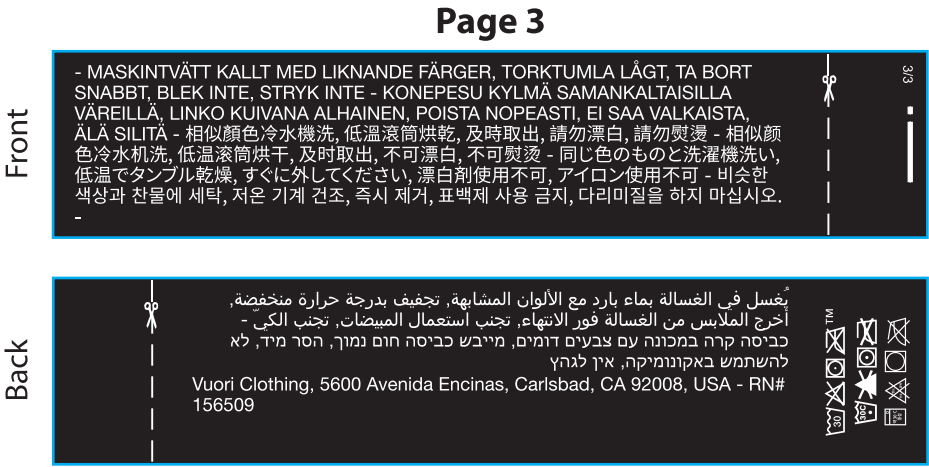 Page 3
Front
- MASKINTVÄTT KALLT MED LIKNANDE FÄRGER, TORKTUMLA LÅGT, TA BORT
SNABBT, BLEK INTE, STRYK INTE - KONEPESU KYLMÄ SAMANKALTAISILLA
VÄREILLÄ, LINKO KUIVANA ALHAINEN, POISTA NOPEASTI, EI SAA VALKAISTA,
ÄLÄ SILITÄ - 相似顏色冷水機洗, 低溫滾筒烘乾, 及時取出, 請勿漂白, 請勿熨燙 - 相似颜
色冷水机洗, 低温滚筒烘干, 及时取出, 不可漂白, 不可熨烫 - 同じ色のものと洗濯機洗い,
低温でタンブル乾燥, すぐに外してください, 漂白剤使用不可, アイロン使用不可 - 비슷한
색상과 찬물에 세탁, 저온 기계 건조, 즉시 제거, 표백제 사용 금지, 다리미질을 하지 마십시오.
-
3/3
Back
يُغسل في الغسالة بماء بارد مع الألوان المشابهة, تجفيف بدرجة حرارة منخفضة,
أخرج الملابس من الغسالة فور الانتهاء, تجنب استعمال المبيضات, تجنب الكيّ -
כביסה קרה במכונה עם צבעים דומים, מייבש כביסה חום נמוך, הסר מיד, לא
להשתמש באקונומיקה, אין לגהץ
Vuori Clothing, 5600 Avenida Encinas, Carlsbad, CA 92008, USA - RN#
156509
TM
30
30C